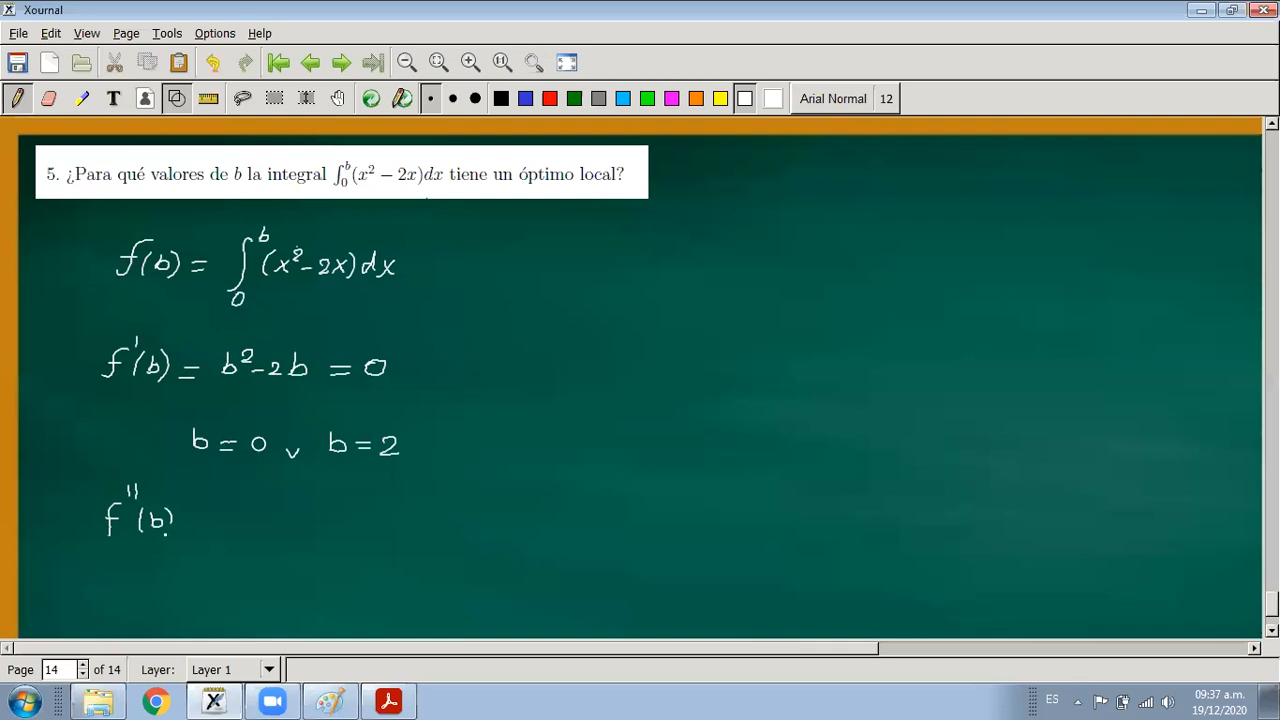 Xournal
File Edit View Page Tools Options Help
Arial Normal 12
5. ¿Para qué valores de b la integral ∫₀ᵇ(x² − 2x)dx tiene un óptimo local?
f(b) = ∫₀ᵇ (x² - 2x) dx
f'(b) = b² - 2b = 0
b = 0 v b = 2
f''(b)
Page 14 of 14 Layer: Layer 1
ES 09:37 a.m.
19/12/2020